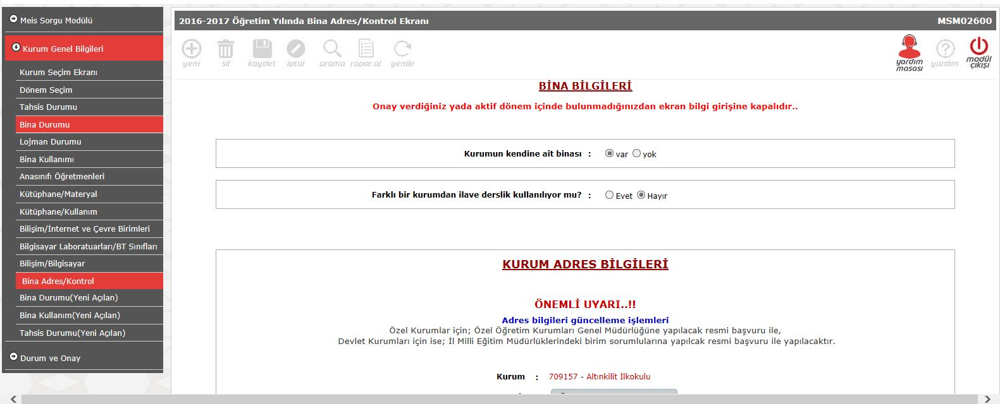 Meis Sorgu Modülü
Kurum Genel Bilgileri
Kurum Seçim Ekranı
Dönem Seçim
Tahsis Durumu
Bina Durumu
Lojman Durumu
Bina Kullanımı
Anasınıfı Öğretmenleri
Kütüphane/Materyal
Kütüphane/Kullanım
Bilişim/İnternet ve Çevre Birimleri
Bilgisayar Laboratuarları/BT Sınıfları
Bilişim/Bilgisayar
Bina Adres/Kontrol
Bina Durumu(Yeni Açılan)
Bina Kullanım(Yeni Açılan)
Tahsis Durumu(Yeni Açılan)
Durum ve Onay
2016-2017 Öğretim Yılında Bina Adres/Kontrol Ekranı MSM02600
yeni sil kaydet iptal arama rapor al yenile yardım masası yardım modül çıkışı
BİNA BİLGİLERİ
Onay verdiğiniz yada aktif dönem içinde bulunmadığınızdan ekran bilgi girişine kapalıdır..
Kurumun kendine ait binası : var yok
Farklı bir kurumdan ilave derslik kullanılıyor mu? : Evet Hayır
KURUM ADRES BİLGİLERİ
ÖNEMLİ UYARI..!!
Adres bilgileri güncelleme işlemleri
Özel Kurumlar için; Özel Öğretim Kurumları Genel Müdürlüğüne yapılacak resmi başvuru ile,
Devlet Kurumları için ise; İl Milli Eğitim Müdürlüklerindeki birim sorumlularına yapılcak resmi başvuru ile yapılacaktır.
Kurum : 709157 - Altınkilit İlkokulu